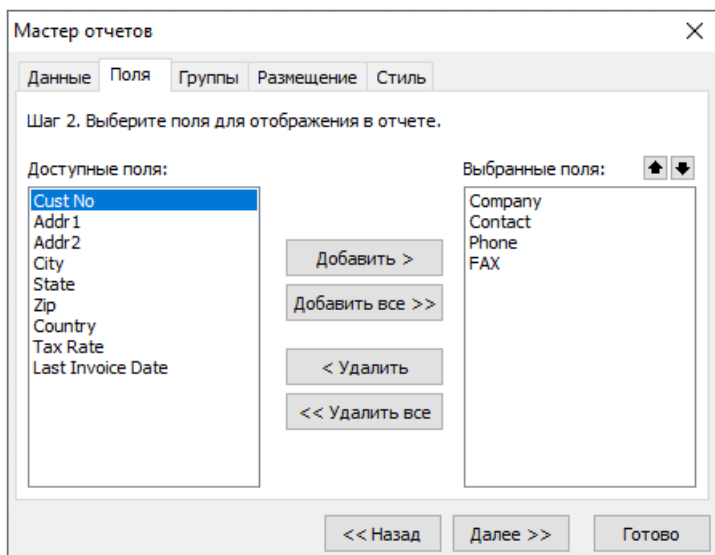 Мастер отчетов
Данные Поля Группы Размещение Стиль
Шаг 2. Выберите поля для отображения в отчете.
Доступные поля:
Cust No
Addr1
Addr2
City
State
Zip
Country
Tax Rate
Last Invoice Date
Добавить >
Добавить все >>
< Удалить
<< Удалить все
Выбранные поля:
Company
Contact
Phone
FAX
<< Назад Далее >> Готово